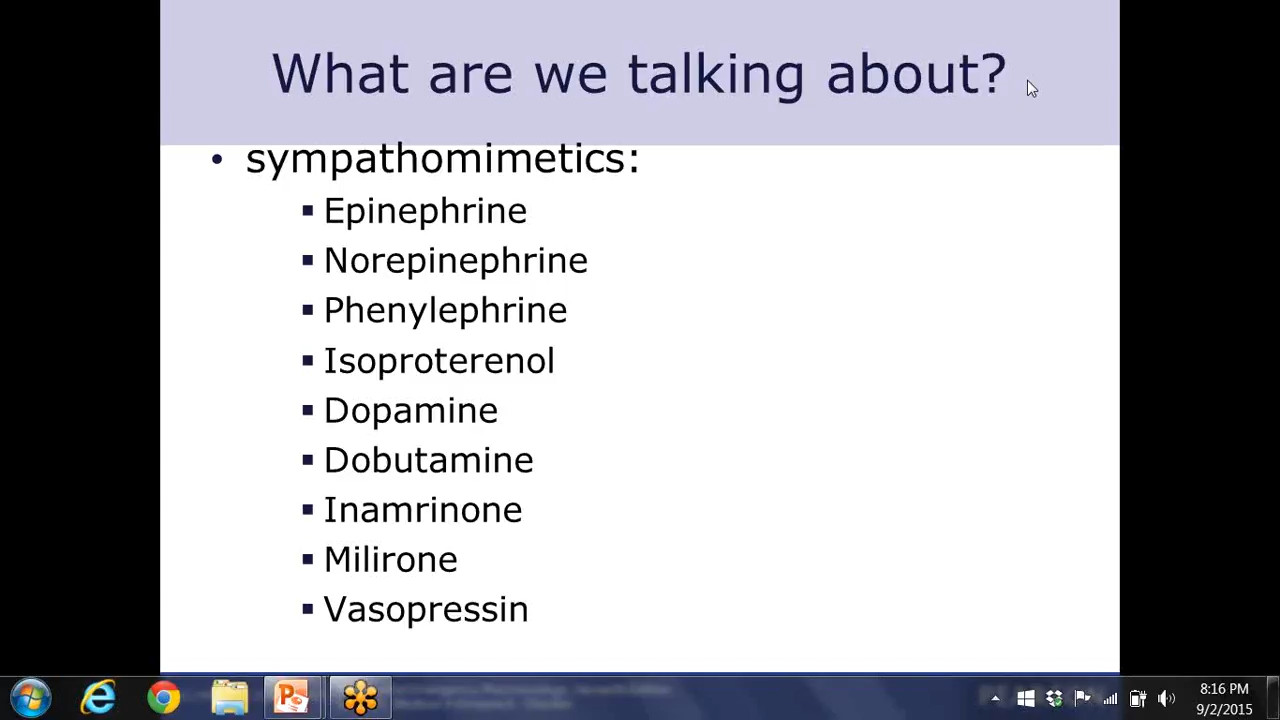 What are we talking about?
• sympathomimetics:
▪ Epinephrine
▪ Norepinephrine
▪ Phenylephrine
▪ Isoproterenol
▪ Dopamine
▪ Dobutamine
▪ Inamrinone
▪ Milirone
▪ Vasopressin
8:16 PM
9/2/2015